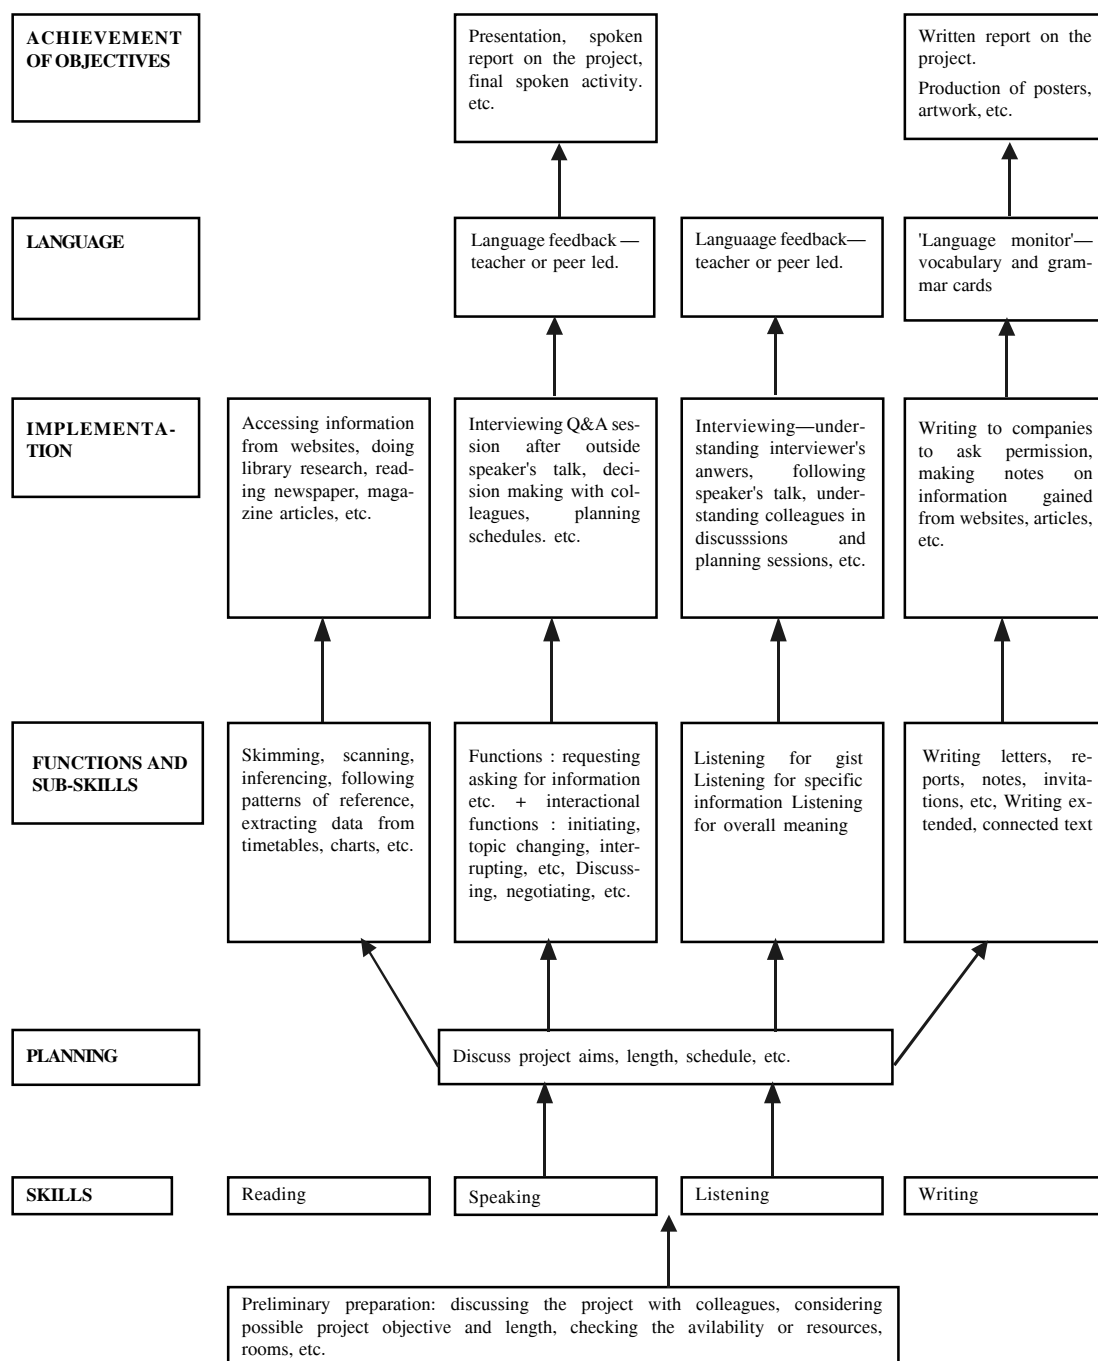 ACHIEVEMENT
OF OBJECTIVES
Presentation, spoken
report on the project,
final spoken activity.
etc.
Written report on the
project.
Production of posters,
artwork, etc.
LANGUAGE
Language feedback —
teacher or peer led.
Languaage feedback—
teacher or peer led.
'Language monitor'—
vocabulary and gram-
mar cards
IMPLEMENTA-
TION
Accessing information
from websites, doing
library research, read-
ing newspaper, maga-
zine articles, etc.
Interviewing Q&A ses-
sion after outside
speaker's talk, deci-
sion making with col-
leagues, planning
schedules. etc.
Interviewing—under-
standing interviewer's
anwers, following
speaker's talk, under-
standing colleagues in
discusssions and
planning sessions, etc.
Writing to companies
to ask permission,
making notes on
information gained
from websites, articles,
etc.
FUNCTIONS AND
SUB-SKILLS
Skimming, scanning,
inferencing, following
patterns of reference,
extracting data from
timetables, charts, etc.
Functions : requesting
asking for information
etc. + interactional
functions : initiating,
topic changing, inter-
rupting, etc, Discuss-
ing, negotiating, etc.
Listening for gist
Listening for specific
information Listening
for overall meaning
Writing letters, re-
ports, notes, invita-
tions, etc, Writing ex-
tended, connected text
PLANNING
Discuss project aims, length, schedule, etc.
SKILLS
Reading
Speaking
Listening
Writing
Preliminary preparation: discussing the project with colleagues, considering
possible project objective and length, checking the avilability or resources,
rooms, etc.